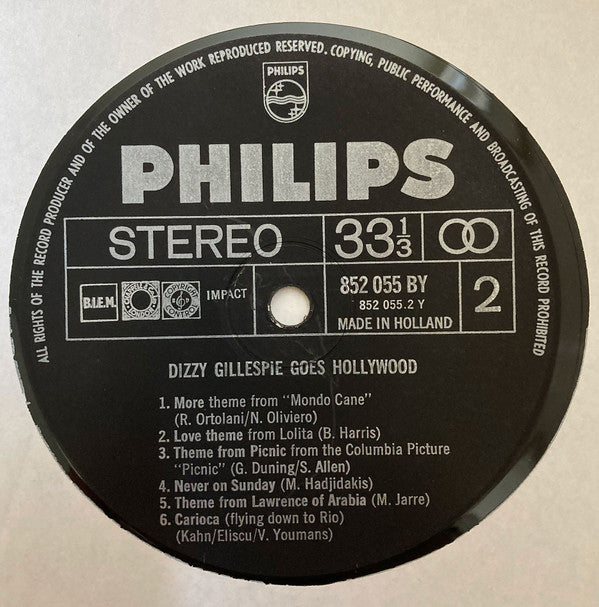 ALL RIGHTS OF THE RECORD PRODUCER AND OF THE OWNER OF THE WORK REPRODUCED RESERVED. COPYING, PUBLIC PERFORMANCE AND BROADCASTING OF THIS RECORD PROHIBITED
PHILIPS
PHILIPS
STEREO 33 1/3
B.I.E.M. COPYRIGHT CONTROL IMPACT 852 055 BY 2
852 055.2 Y
MADE IN HOLLAND
DIZZY GILLESPIE GOES HOLLYWOOD
1. More theme from "Mondo Cane"
(R. Ortolani/N. Oliviero)
2. Love theme from Lolita (B. Harris)
3. Theme from Picnic from the Columbia Picture
"Picnic" (G. Duning/S. Allen)
4. Never on Sunday (M. Hadjidakis)
5. Theme from Lawrence of Arabia (M. Jarre)
6. Carioca (flying down to Rio)
(Kahn/Eliscu/V. Youmans)